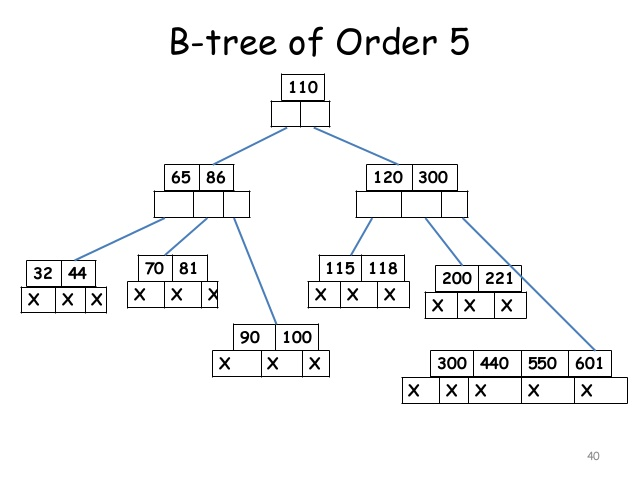 B-tree of Order 5
110
65 86
120 300
32 44
X X X
70 81
X X X
115 118
X X X
200 221
X X X
90 100
X X X
300 440 550 601
X X X X X
40